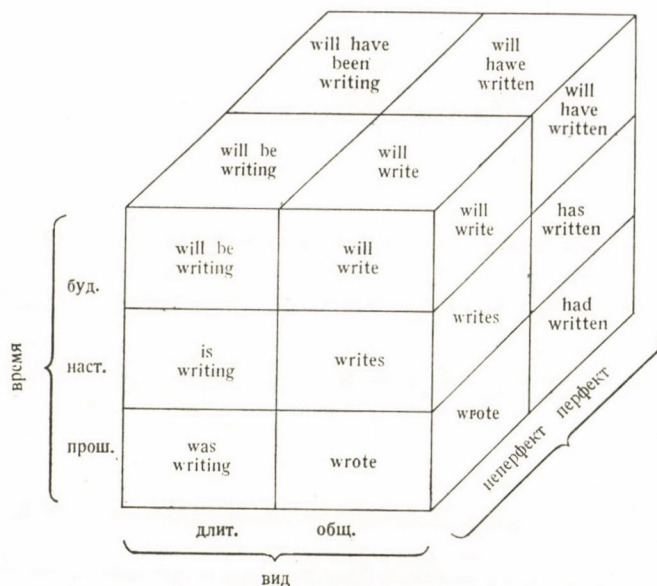 will have
been
writing
will
hawe
written
will
have
written
will be
writing
will
write
will be
writing
will
write
will
write
has
written
буд.
is
writing
writes
writes
had
written
наст.
время
was
writing
wrote
wrote
прош.
неперфект перфект
длит. общ.
вид